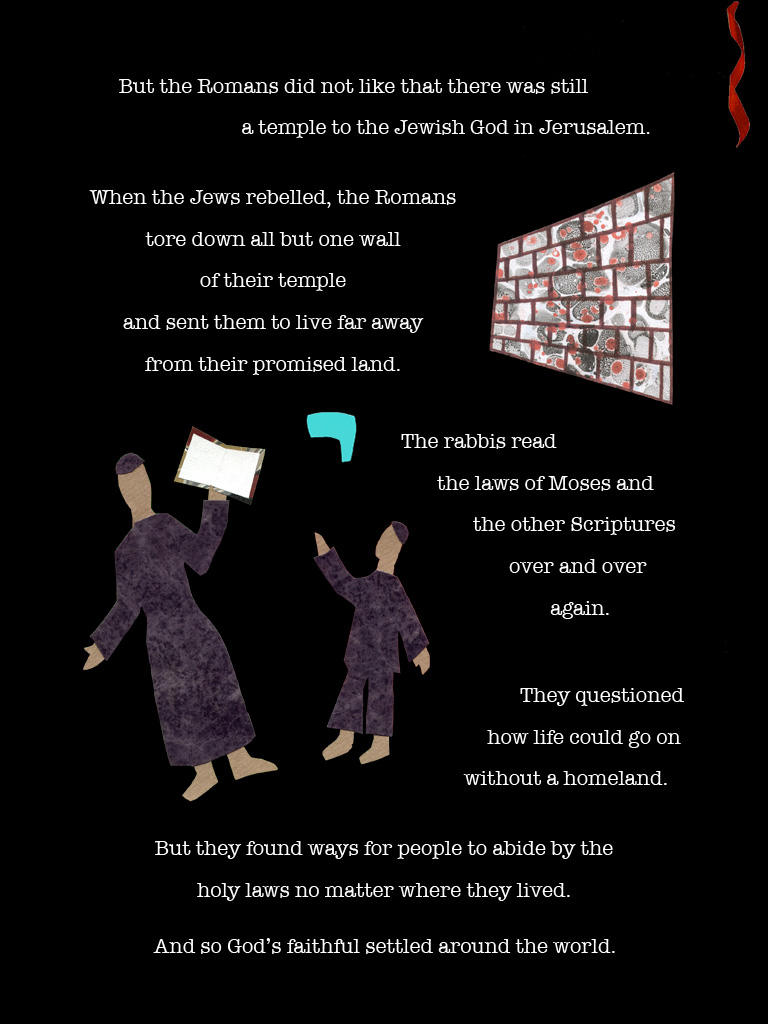 But the Romans did not like that there was still
a temple to the Jewish God in Jerusalem.
When the Jews rebelled, the Romans
tore down all but one wall
of their temple
and sent them to live far away
from their promised land.
The rabbis read
the laws of Moses and
the other Scriptures
over and over
again.
They questioned
how life could go on
without a homeland.
But they found ways for people to abide by the
holy laws no matter where they lived.
And so God’s faithful settled around the world.